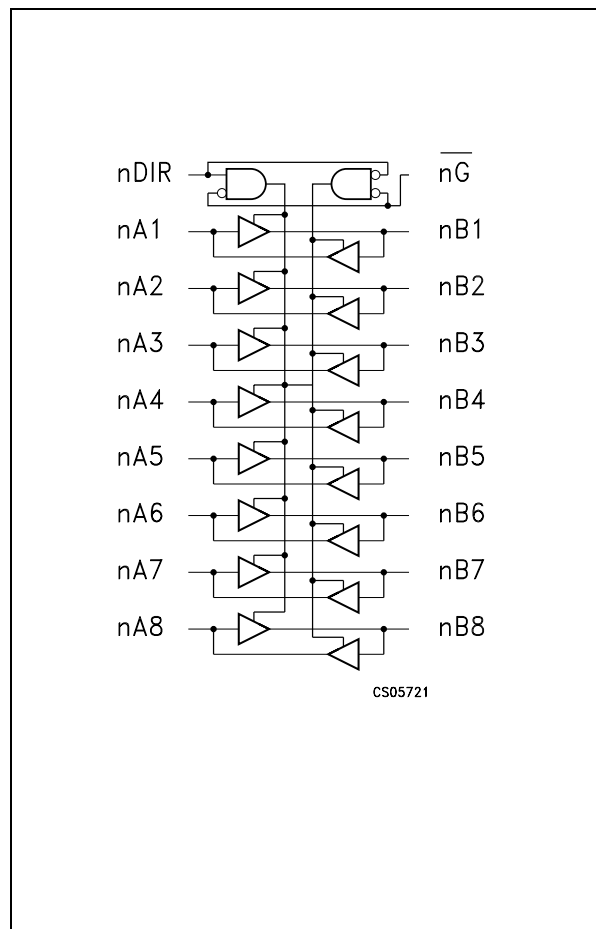 nDIR nG̅
nA1 nB1
nA2 nB2
nA3 nB3
nA4 nB4
nA5 nB5
nA6 nB6
nA7 nB7
nA8 nB8
CS05721